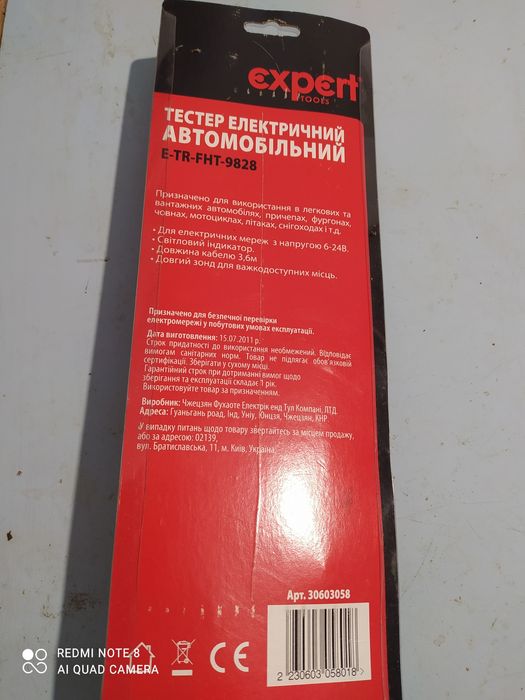 expert
TOOLS
ТЕСТЕР ЕЛЕКТРИЧНИЙ
АВТОМОБІЛЬНИЙ
E-TR-FHT-9828
Призначено для використання в легкових та
вантажних автомобілях, причепах, фургонах,
човнах, мотоциклах, літаках, снігоходах і т.д.
• Для електричних мереж з напругою 6-24В.
• Світловий індикатор.
• Довжина кабелю 3,6м
• Довгий зонд для важкодоступних місць.
Призначено для безпечної перевірки
електромережі у побутових умовах експлуатації.
Дата виготовлення: 15.07.2011 р.
Строк придатності до використання необмежений. Відповідає
вимогам санітарних норм. Товар не підлягає обов'язковій
сертифікації. Зберігати у сухому місці.
Гарантійний строк при дотриманні вимог щодо
зберігання та експлуатації складає 1 рік.
Використовуйте товар за призначенням.
Виробник: Чжецзян Фухаоте Електрік енд Тул Компані, ЛТД.
Адреса: Гуаньгань роад, Інд, Уніу, Юнцзя, Чжецзян, КНР
У випадку питань щодо товару звертайтесь за місцем продажу,
або за адресою: 02139,
вул. Братиславська, 11, м. Київ, Україна
Арт. 30603058
CE
2 230603 058018 >
REDMI NOTE 8
AI QUAD CAMERA